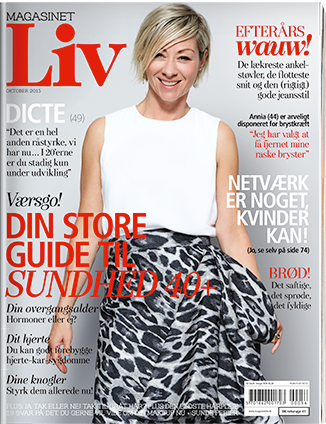 MAGASINET
Liv
OKTOBER 2015
EFTERÅRS
wauw!
De lækreste ankel-
støvler, de flotteste
snit og den (rigtig)
gode jeansstil
Annia (44) er arveligt
disponeret for brystkræft
"Jeg har valgt at
få fjernet mine
raske bryster"
NETVÆRK
ER NOGET,
KVINDER
KAN!
(Jo, se selv på side 74)
BRØD!
Det saftige,
det sprøde,
det fyldige
DICTE (49)
"Det er en hel
anden råstyrke, vi
har nu... I 20'erne
er du stadig kun
under udvikling"
Værsgo!
DIN STORE
GUIDE TIL
SUNDHED 40+
Din overgangsalder
Hormoner eller ej?
Dit hjerte
Du kan godt forebygge
hjerte-kar-sygdomme
Dine knogler
Styrk dem allerede nu!